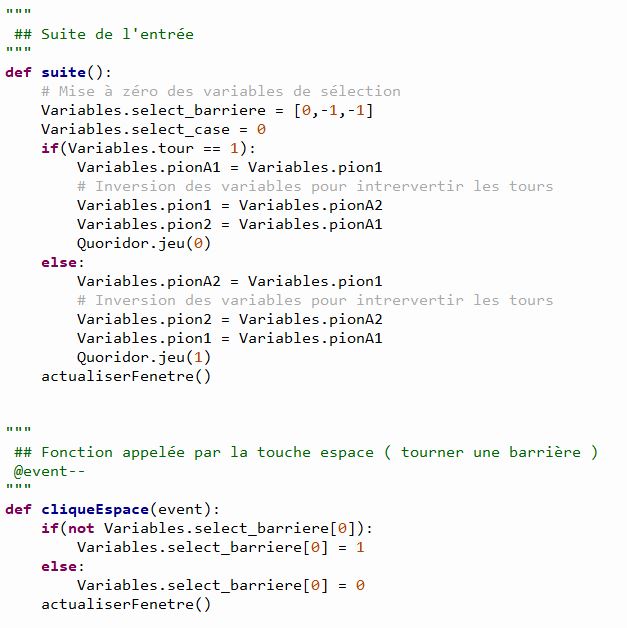 """
 ## Suite de l'entrée
"""
def suite():
    # Mise à zéro des variables de sélection
    Variables.select_barriere = [0,-1,-1]
    Variables.select_case = 0
    if(Variables.tour == 1):
        Variables.pionA1 = Variables.pion1
        # Inversion des variables pour intrervertir les tours
        Variables.pion1 = Variables.pionA2
        Variables.pion2 = Variables.pionA1
        Quoridor.jeu(0)
    else:
        Variables.pionA2 = Variables.pion1
        # Inversion des variables pour intrervertir les tours
        Variables.pion2 = Variables.pionA2
        Variables.pion1 = Variables.pionA1
        Quoridor.jeu(1)
    actualiserFenetre()
"""
 ## Fonction appelée par la touche espace ( tourner une barrière )
 @event--
"""
def cliqueEspace(event):
    if(not Variables.select_barriere[0]):
        Variables.select_barriere[0] = 1
    else:
        Variables.select_barriere[0] = 0
    actualiserFenetre()